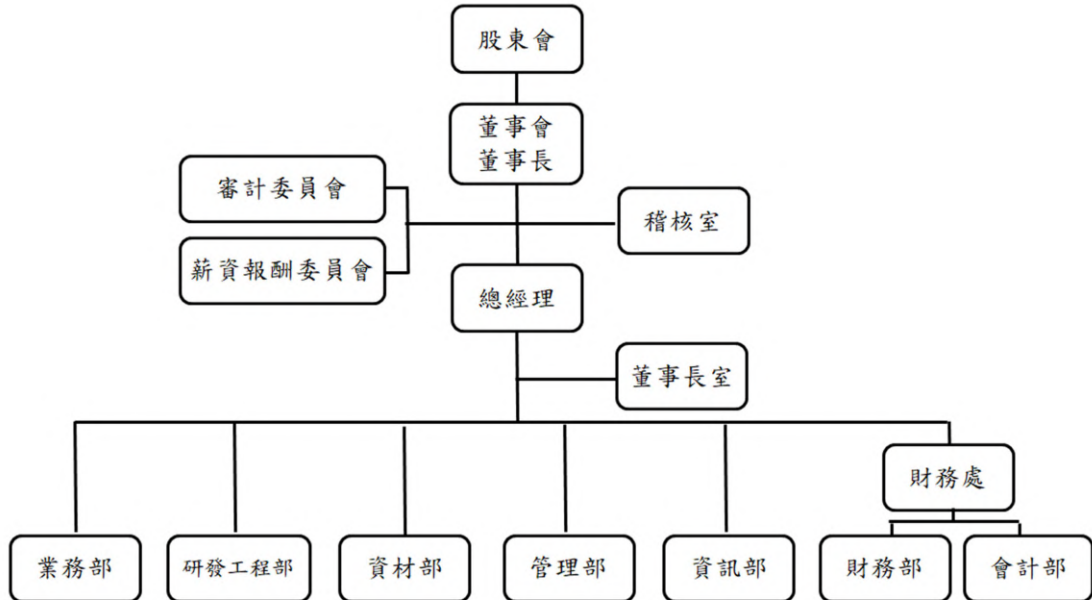 股東會
董事會
董事長
審計委員會
稽核室
薪資報酬委員會
總經理
董事長室
財務處
業務部
研發工程部
資材部
管理部
資訊部
財務部
會計部